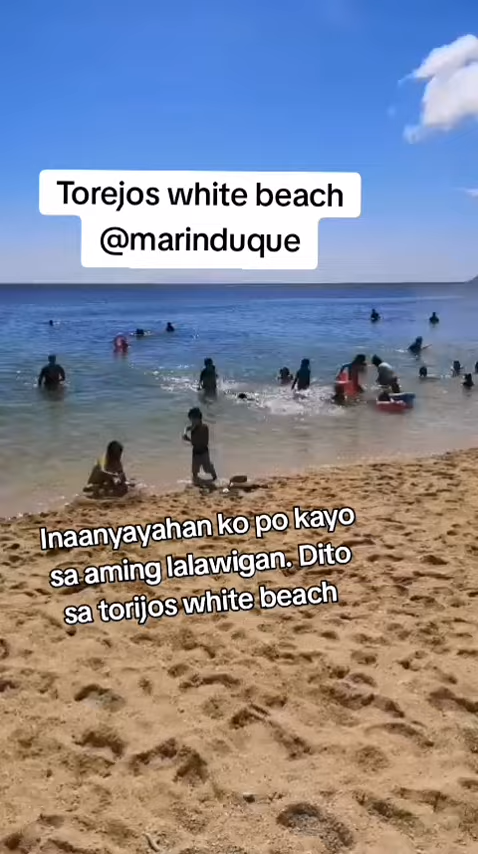 Torejos white beach
@marinduque
Inaanyayahan ko po kayo
sa aming lalawigan. Dito
sa torijos white beach